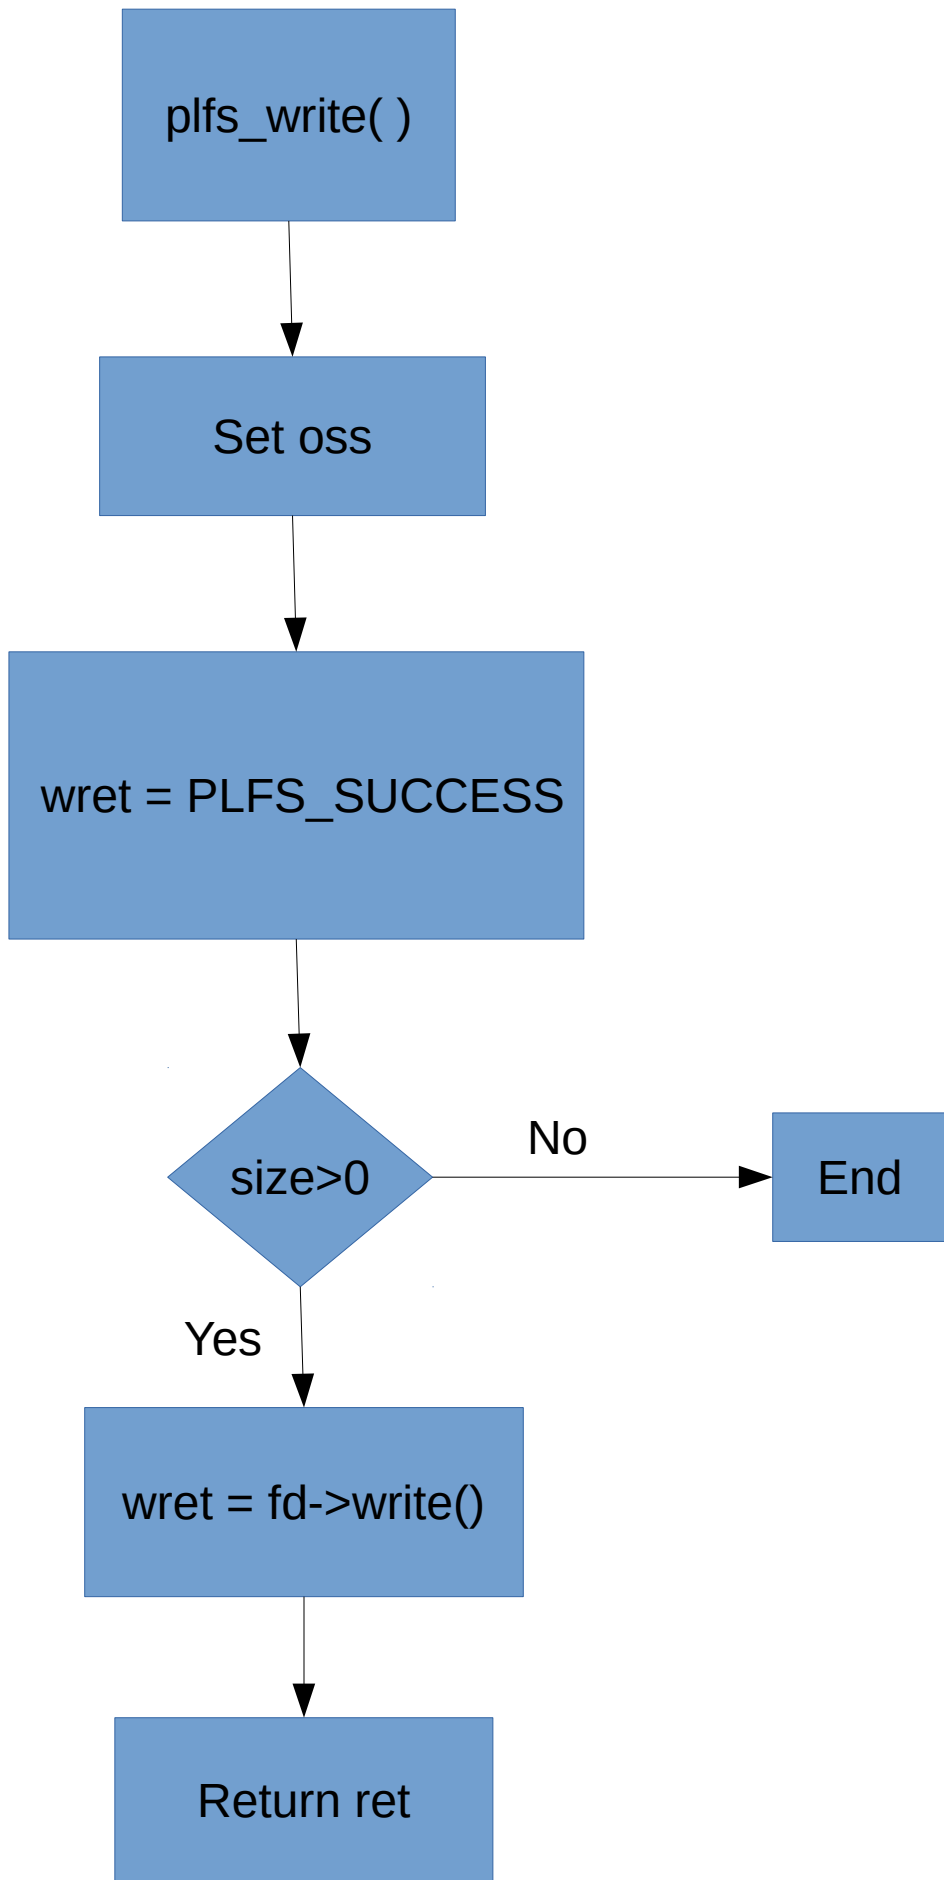 plfs_write( )
Set oss
wret = PLFS_SUCCESS
size>0
No
End
Yes
wret = fd->write()
Return ret